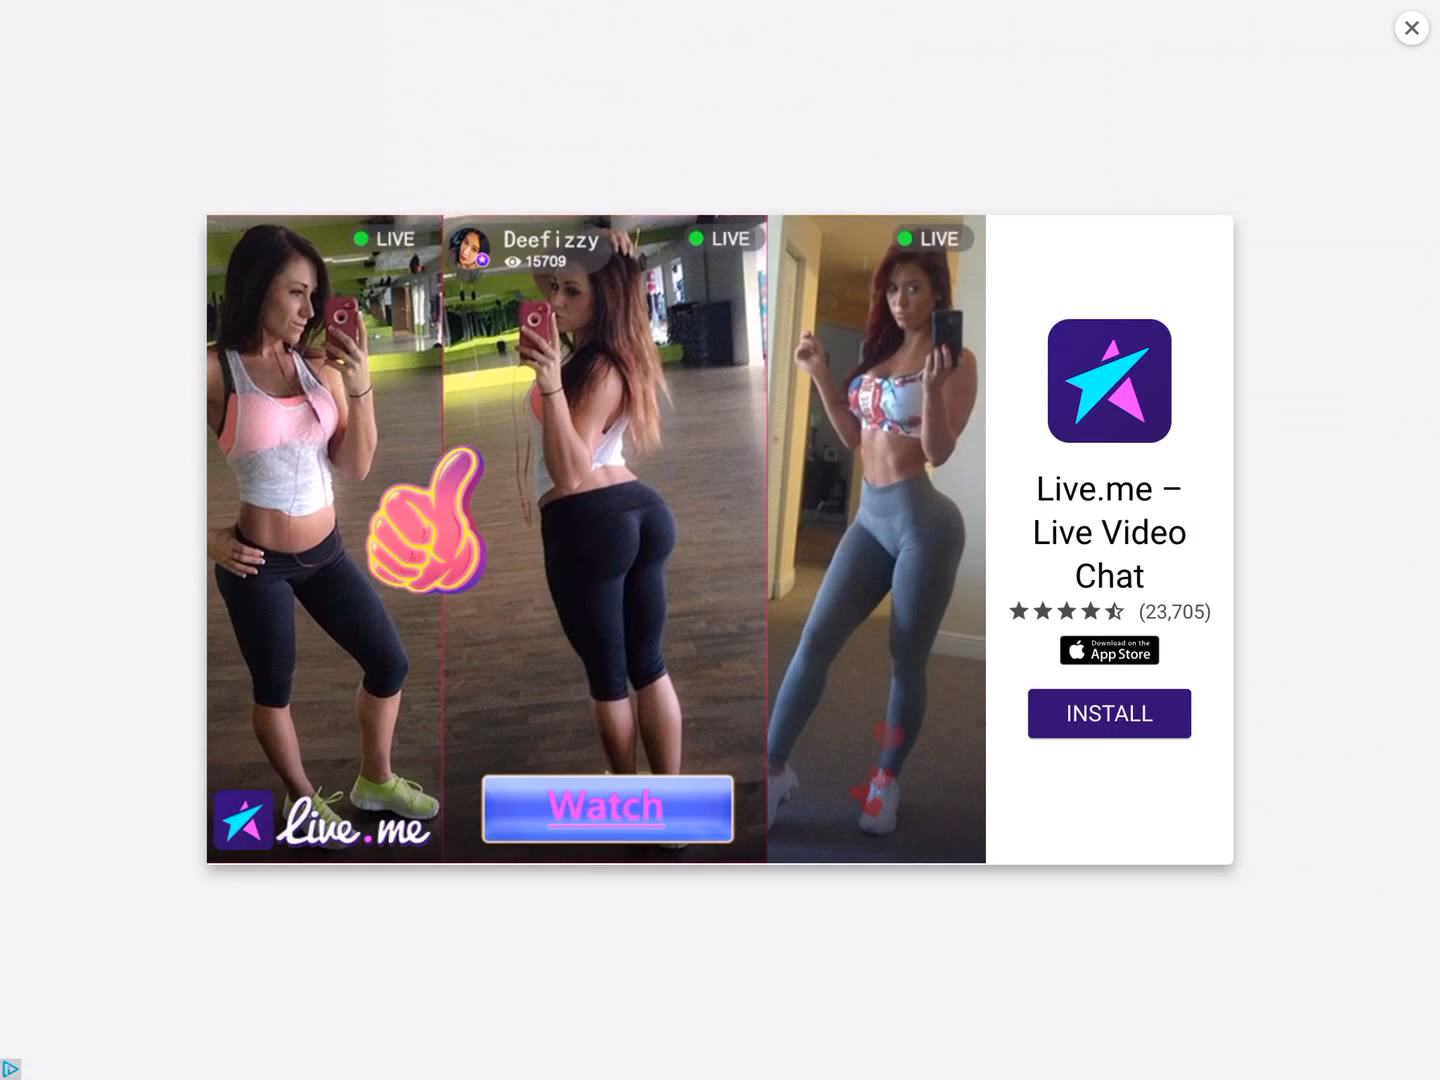 LIVE
Deefizzy
15709
LIVE
LIVE
live.me
Watch
Live.me –
Live Video
Chat
(23,705)
Download on the
App Store
INSTALL